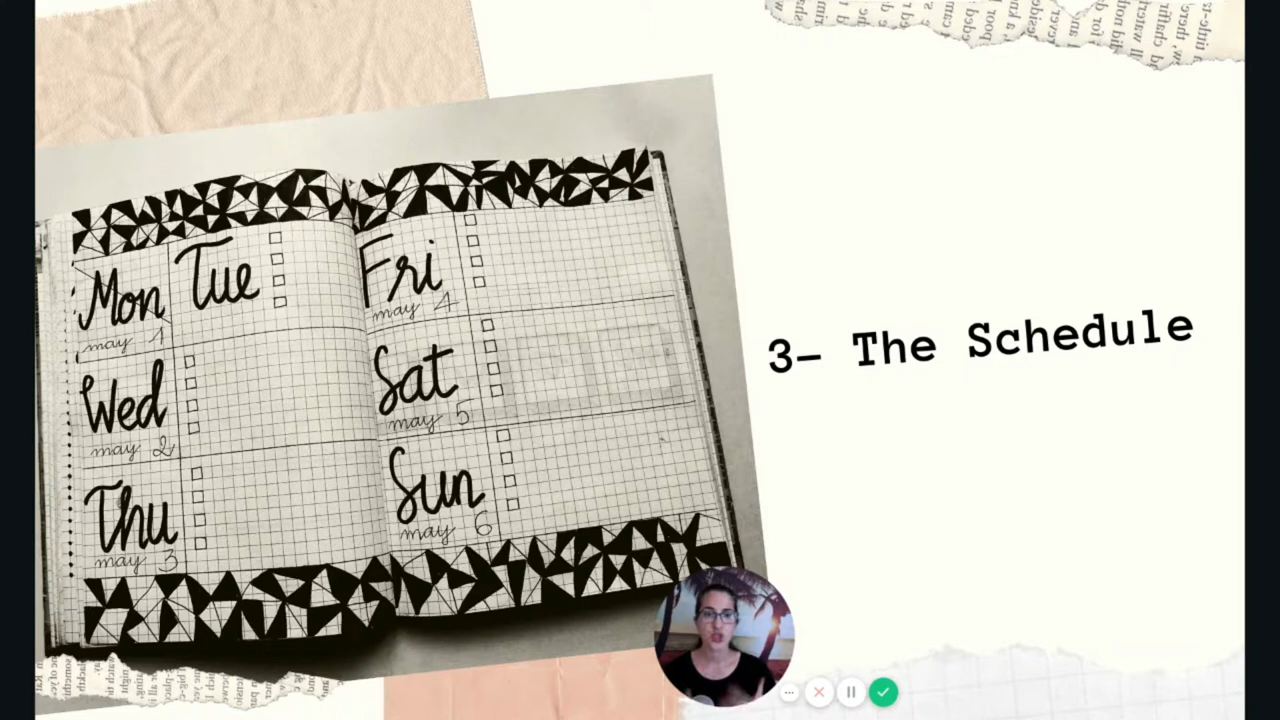 Mon
may 1
Tue
Wed
may 2
Thu
may 3
Fri
may 4
Sat
may 5
Sun
may 6
3– The Schedule